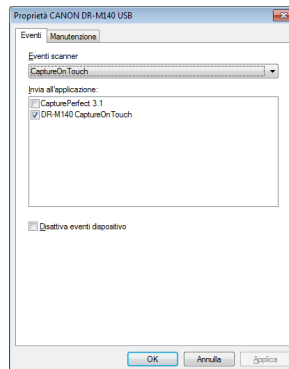 Proprietà CANON DR-M140 USB
Eventi Manutenzione
Eventi scanner
CaptureOnTouch
Invia all'applicazione:
CapturePerfect 3.1
DR-M140 CaptureOnTouch
Disattiva eventi dispositivo
OK Annulla Applica